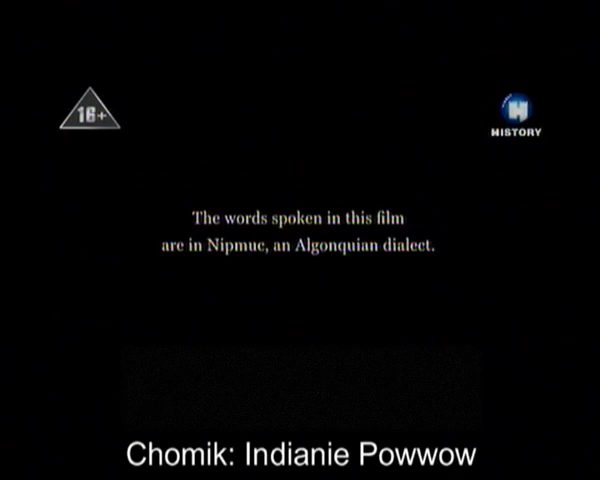 16+
HISTORY
The words spoken in this film
are in Nipmuc, an Algonquian dialect.
Chomik: Indianie Powwow